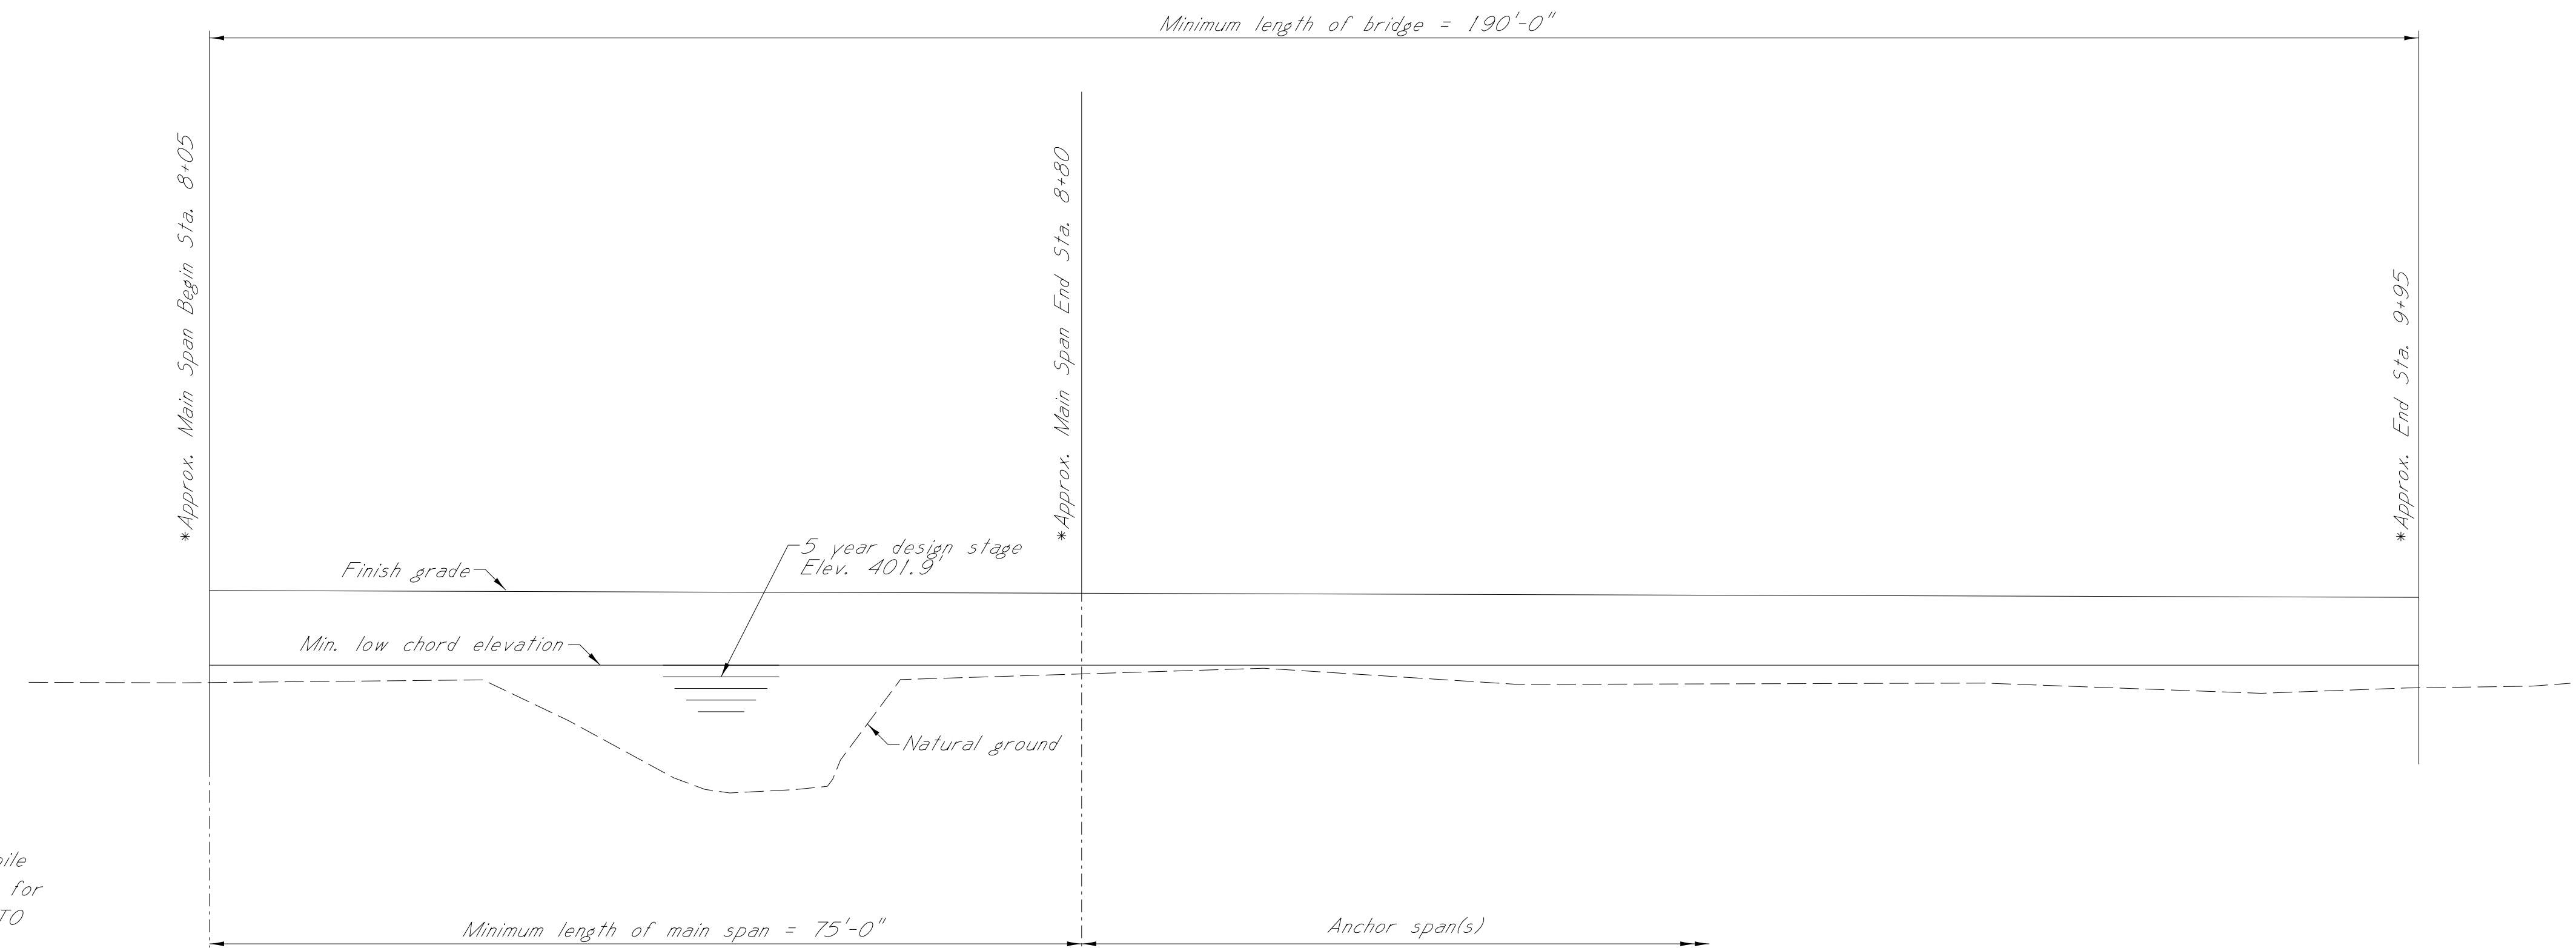 Minimum length of bridge = 190'-0"
*Approx. Main Span Begin Sta. 8+05
*Approx. Main Span End Sta. 8+80
*Approx. End Sta. 9+95
5 year design stage
Elev. 401.9'
Finish grade
Min. low chord elevation
Natural ground
pile
for
TO
Minimum length of main span = 75'-0"
Anchor span(s)